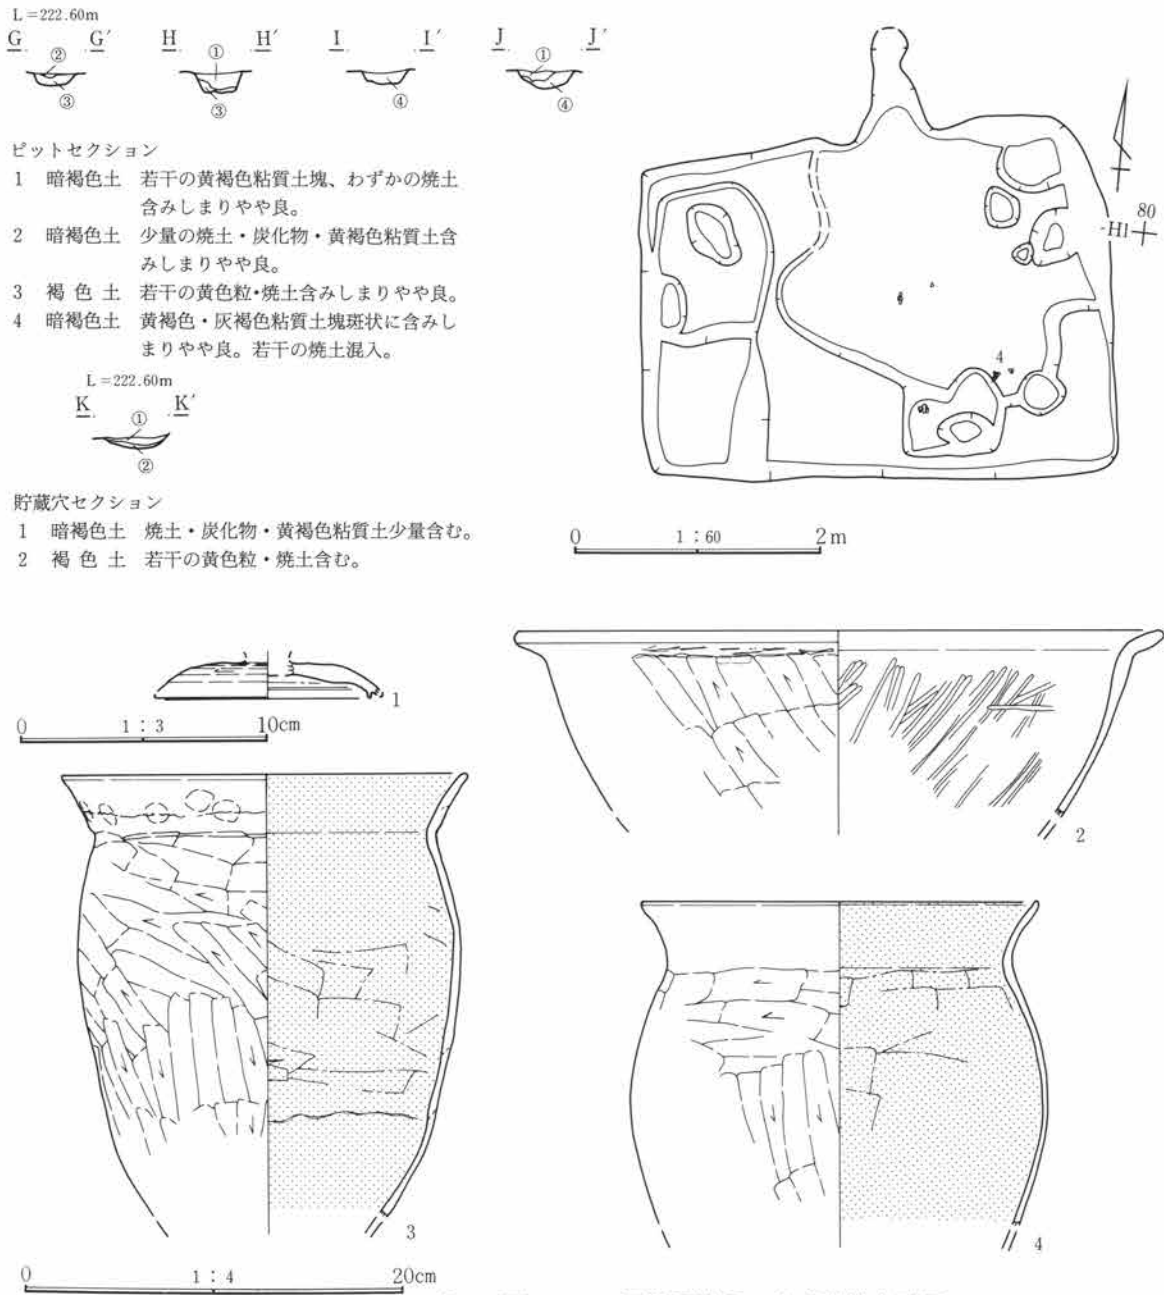 L=222.60m
G G′ H H′ I I′ J J′
② ① ①
③ ③ ④ ④
ピットセクション
1 暗褐色土 若干の黄褐色粘質土塊、わずかの焼土
含みしまりやや良。
2 暗褐色土 少量の焼土・炭化物・黄褐色粘質土含
みしまりやや良。
3 褐色土 若干の黄色粒・焼土含みしまりやや良。
4 暗褐色土 黄褐色・灰褐色粘質土塊斑状に含みし
まりやや良。若干の焼土混入。
L=222.60m
K K′
①
②
貯蔵穴セクション
1 暗褐色土 焼土・炭化物・黄褐色粘質土少量含む。
2 褐色土 若干の黄色粒・焼土含む。
80
-H1
4
0 1:60 2m
1
0 1:3 10cm
2
3
4
0 1:4 20cm